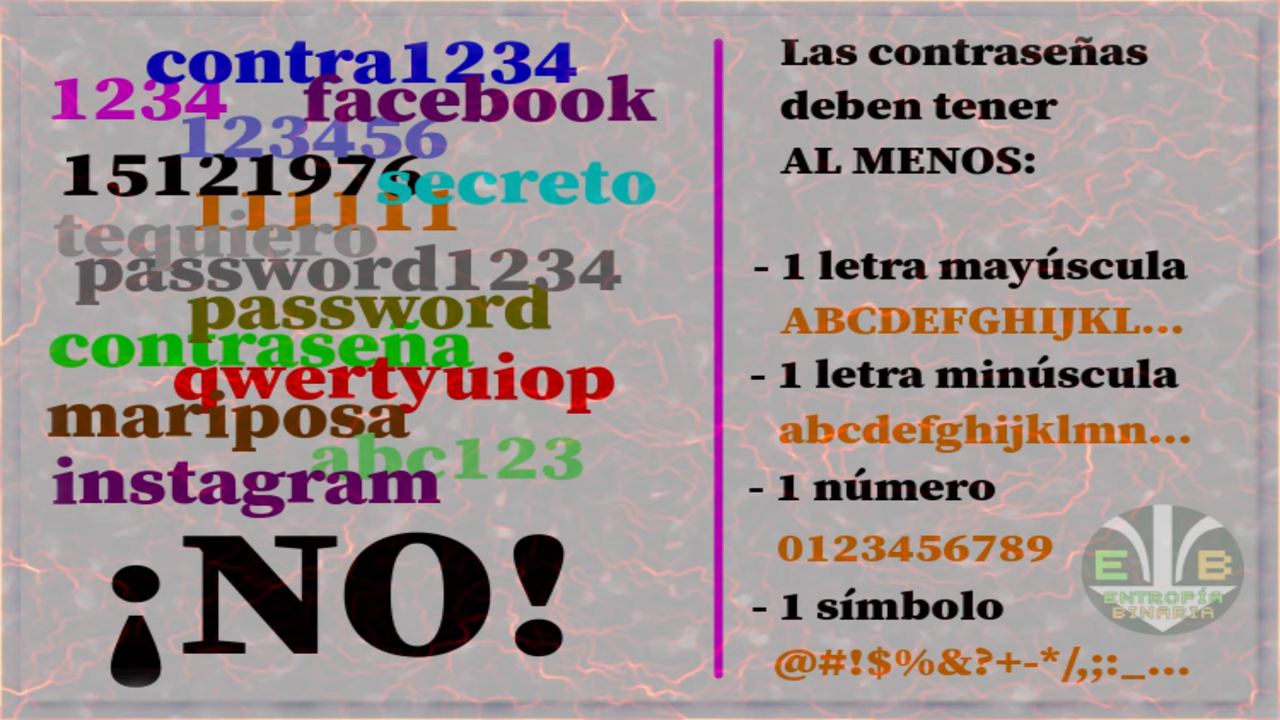 contra1234
1234
facebook
123456
15121976
secreto
111111
tequiero
password1234
password
contraseña
qwertyuiop
mariposa
abc123
instagram
¡NO!
Las contraseñas
deben tener
AL MENOS:
- 1 letra mayúscula
ABCDEFGHIJKL...
- 1 letra minúscula
abcdefghijklmn...
- 1 número
0123456789
- 1 símbolo
@#!$%&?+-*/,;:_...
E B
ENTROPÍA
BINARIA